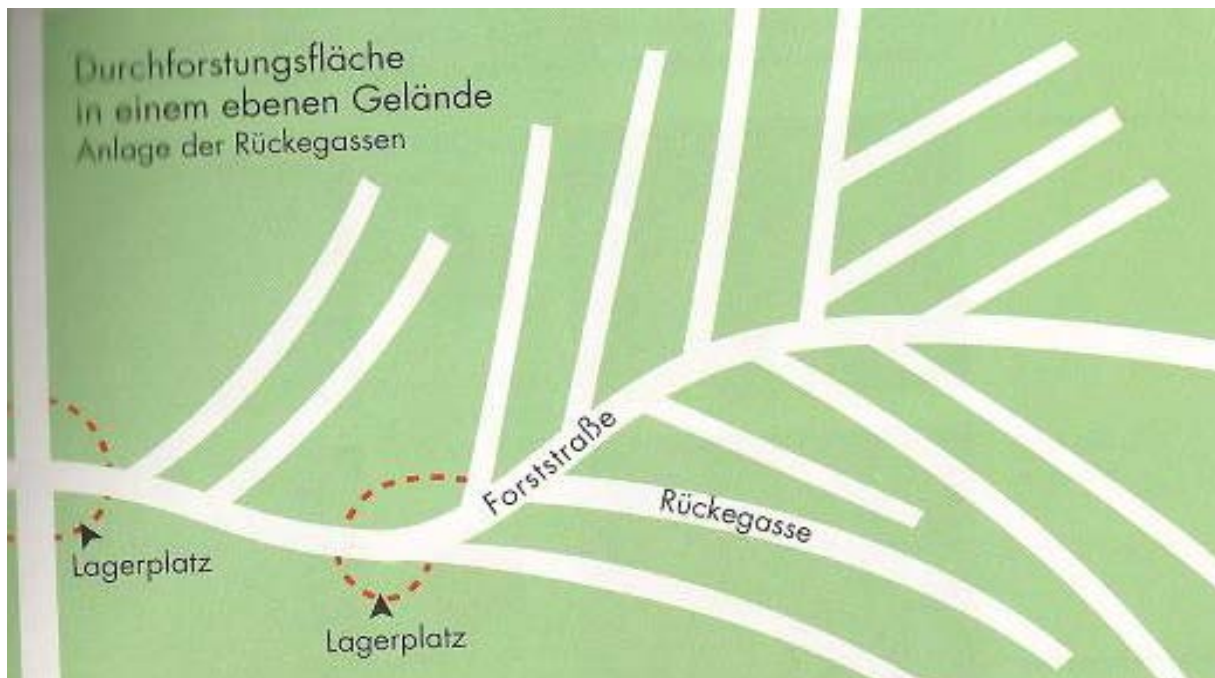 Durchforstungsfläche
in einem ebenen Gelände
Anlage der Rückegassen
Forststraße
Rückegasse
Lagerplatz
Lagerplatz